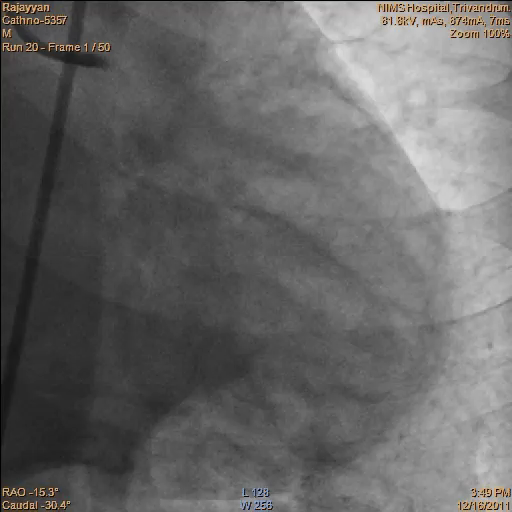 Rajayyan
Cathno-5357
M
Run 20 - Frame 1 / 50
NIMS Hospital,Trivandrum
81.8kV, mAs, 874mA, 7ms
Zoom 100%
RAO -15.3°
Caudal -30.4°
L 128
W 256
3:49 PM
12/16/2011